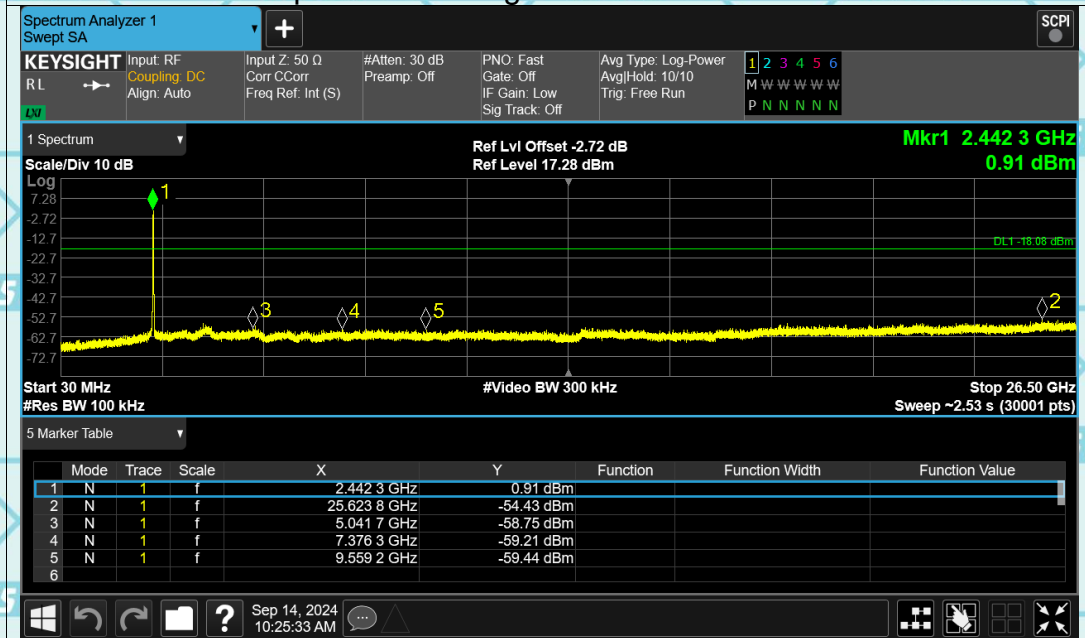 Spectrum Analyzer 1
Swept SA
+
SCPI
KEYSIGHT
RL
LXI
Input: RF
Coupling: DC
Align: Auto
Input Z: 50 Ω
Corr CCorr
Freq Ref: Int (S)
#Atten: 30 dB
Preamp: Off
PNO: Fast
Gate: Off
IF Gain: Low
Sig Track: Off
Avg Type: Log-Power
Avg|Hold: 10/10
Trig: Free Run
1 2 3 4 5 6
M W W W W W
P N N N N N
1 Spectrum
Scale/Div 10 dB
Ref Lvl Offset -2.72 dB
Ref Level 17.28 dBm
Mkr1 2.442 3 GHz
0.91 dBm
Log
7.28
-2.72
-12.7
-22.7
-32.7
-42.7
-52.7
-62.7
-72.7
1
DL1 -18.08 dBm
3
4
5
2
Start 30 MHz
#Video BW 300 kHz
Stop 26.50 GHz
#Res BW 100 kHz
Sweep ~2.53 s (30001 pts)
5 Marker Table
Mode Trace Scale X Y Function Function Width Function Value
1 N 1 f 2.442 3 GHz 0.91 dBm
2 N 1 f 25.623 8 GHz -54.43 dBm
3 N 1 f 5.041 7 GHz -58.75 dBm
4 N 1 f 7.376 3 GHz -59.21 dBm
5 N 1 f 9.559 2 GHz -59.44 dBm
6
?
Sep 14, 2024
10:25:33 AM